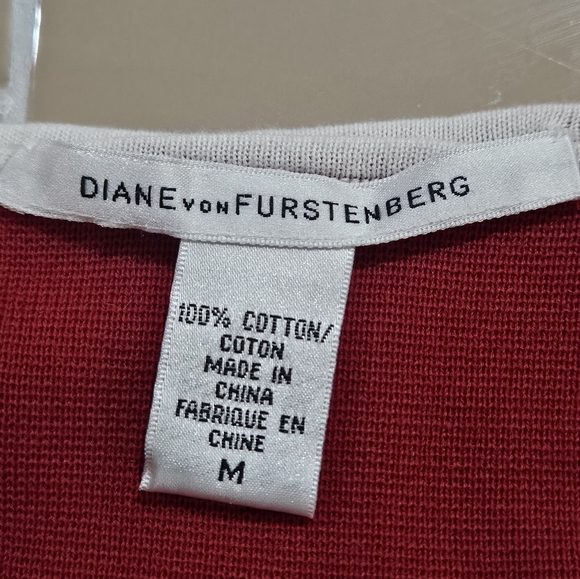 DIANE VON FURSTENBERG
100% COTTON/
COTON
MADE IN
CHINA
FABRIQUE EN
CHINE
M